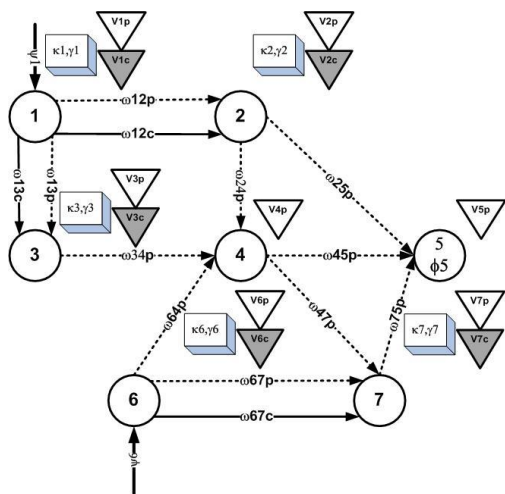 ψ1
κ1,γ1
V1p
V1c
κ2,γ2
V2p
V2c
1
ω12p
ω12c
2
ω13c
ω13p
κ3,γ3
V3p
V3c
ω24p
ω25p
V4p
V5p
3
ω34p
4
ω45p
5
ϕ5
ω64p
κ6,γ6
V6p
V6c
ω47p
ω75p
κ7,γ7
V7p
V7c
6
ω67p
ω67c
7
ψ6